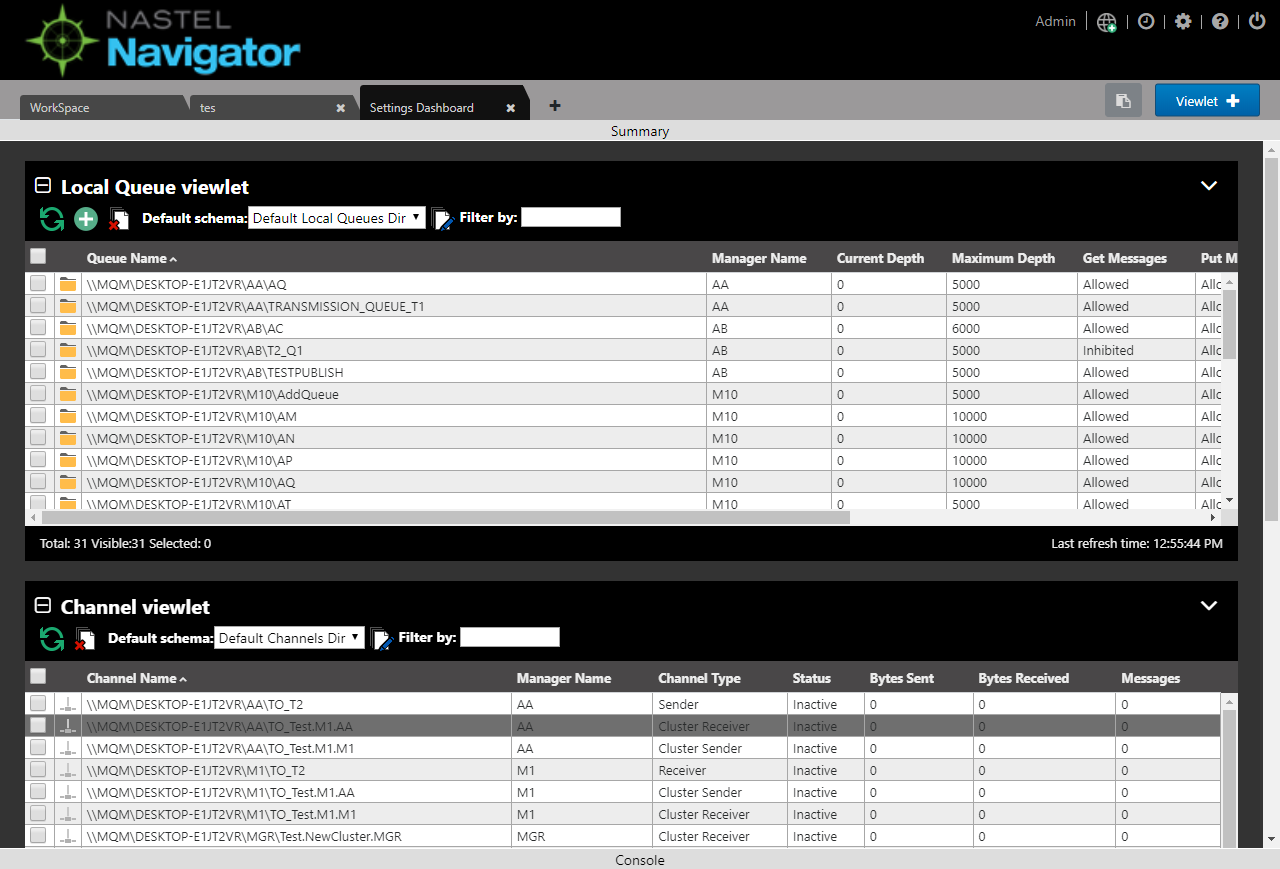 NASTEL
Navigator
Admin
WorkSpace tes Settings Dashboard Viewlet
Summary
Local Queue viewlet
Default schema: Default Local Queues Dir Filter by:
Queue Name Manager Name Current Depth Maximum Depth Get Messages Put M
\\MQM\DESKTOP-E1JT2VR\AA\AQ AA 0 5000 Allowed Allc
\\MQM\DESKTOP-E1JT2VR\AA\TRANSMISSION_QUEUE_T1 AA 0 5000 Allowed Allc
\\MQM\DESKTOP-E1JT2VR\AB\AC AB 0 6000 Allowed Allc
\\MQM\DESKTOP-E1JT2VR\AB\T2_Q1 AB 0 5000 Inhibited Allc
\\MQM\DESKTOP-E1JT2VR\AB\TESTPUBLISH AB 0 5000 Allowed Allc
\\MQM\DESKTOP-E1JT2VR\M10\AddQueue M10 0 5000 Allowed Allc
\\MQM\DESKTOP-E1JT2VR\M10\AM M10 0 10000 Allowed Allc
\\MQM\DESKTOP-E1JT2VR\M10\AN M10 0 10000 Allowed Allc
\\MQM\DESKTOP-E1JT2VR\M10\AP M10 0 10000 Allowed Allc
\\MQM\DESKTOP-E1JT2VR\M10\AQ M10 0 10000 Allowed Allc
\\MQM\DESKTOP-E1JT2VR\M10\AT M10 0 5000 Allowed Allc
Total: 31 Visible:31 Selected: 0 Last refresh time: 12:55:44 PM
Channel viewlet
Default schema: Default Channels Dir Filter by:
Channel Name Manager Name Channel Type Status Bytes Sent Bytes Received Messages
\\MQM\DESKTOP-E1JT2VR\AA\TO_T2 AA Sender Inactive 0 0 0
\\MQM\DESKTOP-E1JT2VR\AA\TO_Test.M1.AA AA Cluster Receiver Inactive 0 0 0
\\MQM\DESKTOP-E1JT2VR\AA\TO_Test.M1.M1 AA Cluster Sender Inactive 0 0 0
\\MQM\DESKTOP-E1JT2VR\M1\TO_T2 M1 Receiver Inactive 0 0 0
\\MQM\DESKTOP-E1JT2VR\M1\TO_Test.M1.AA M1 Cluster Sender Inactive 0 0 0
\\MQM\DESKTOP-E1JT2VR\M1\TO_Test.M1.M1 M1 Cluster Receiver Inactive 0 0 0
\\MQM\DESKTOP-E1JT2VR\MGR\Test.NewCluster.MGR MGR Cluster Receiver Inactive 0 0 0
Console